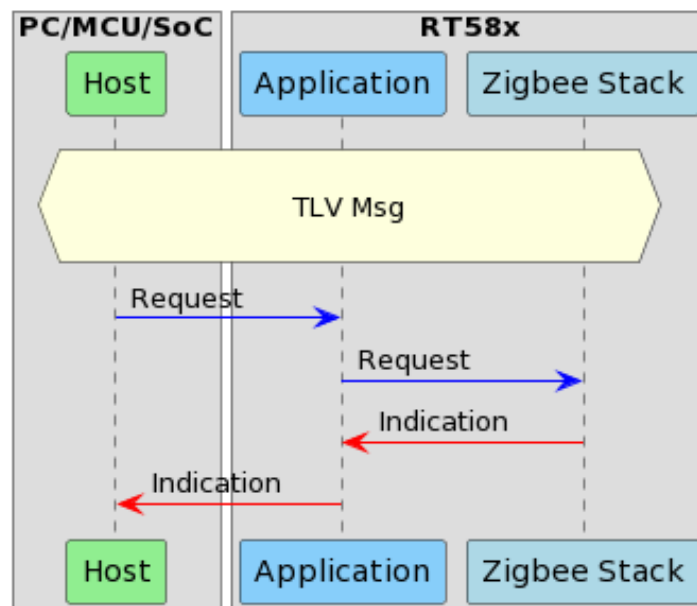 PC/MCU/SoC RT58x
Host Application Zigbee Stack
TLV Msg
Request
Request
Indication
Indication
Host Application Zigbee Stack